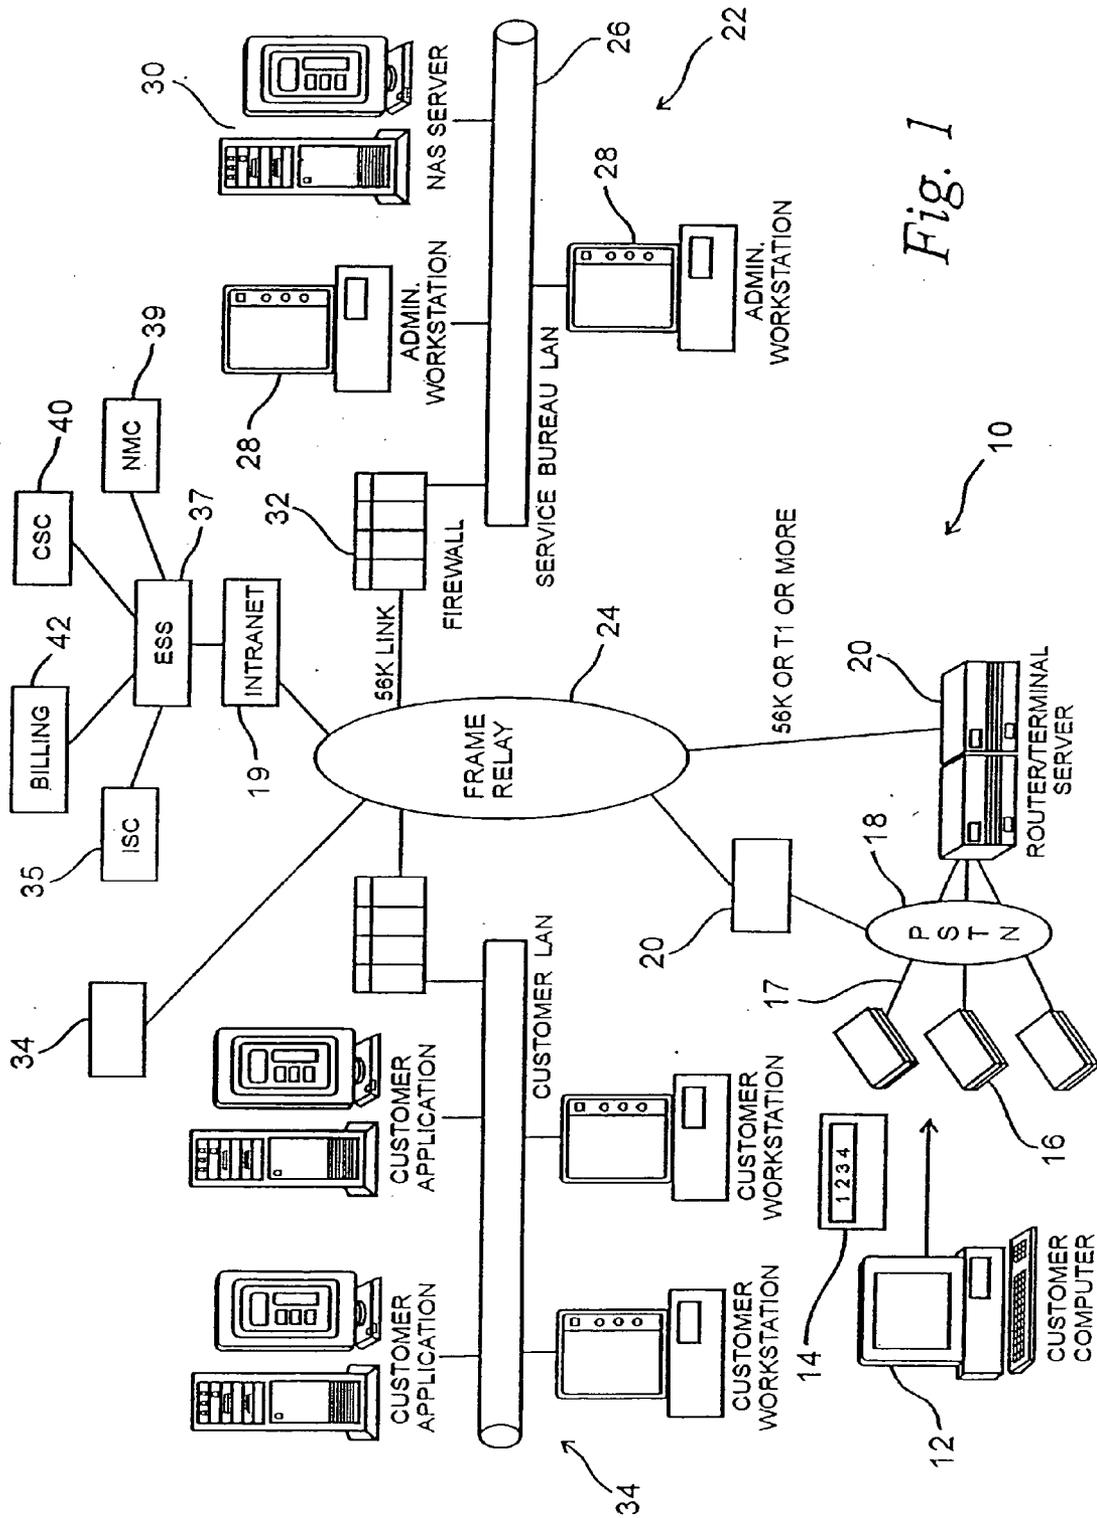 34
35
ISC
BILLING
42
CSC
40
NMC
39
ESS
37
19
INTRANET
30
28
ADMIN.
WORKSTATION
NAS SERVER
32
56K LINK
FIREWALL
26
22
SERVICE BUREAU LAN
28
ADMIN.
WORKSTATION
FRAME
RELAY
24
CUSTOMER
APPLICATION
CUSTOMER
APPLICATION
CUSTOMER LAN
34
CUSTOMER
WORKSTATION
CUSTOMER
WORKSTATION
20
56K OR T1 OR MORE
20
ROUTER/TERMINAL
SERVER
18
P
S
T
N
17
16
14
1 2 3 4
12
CUSTOMER
COMPUTER
10
Fig. 1